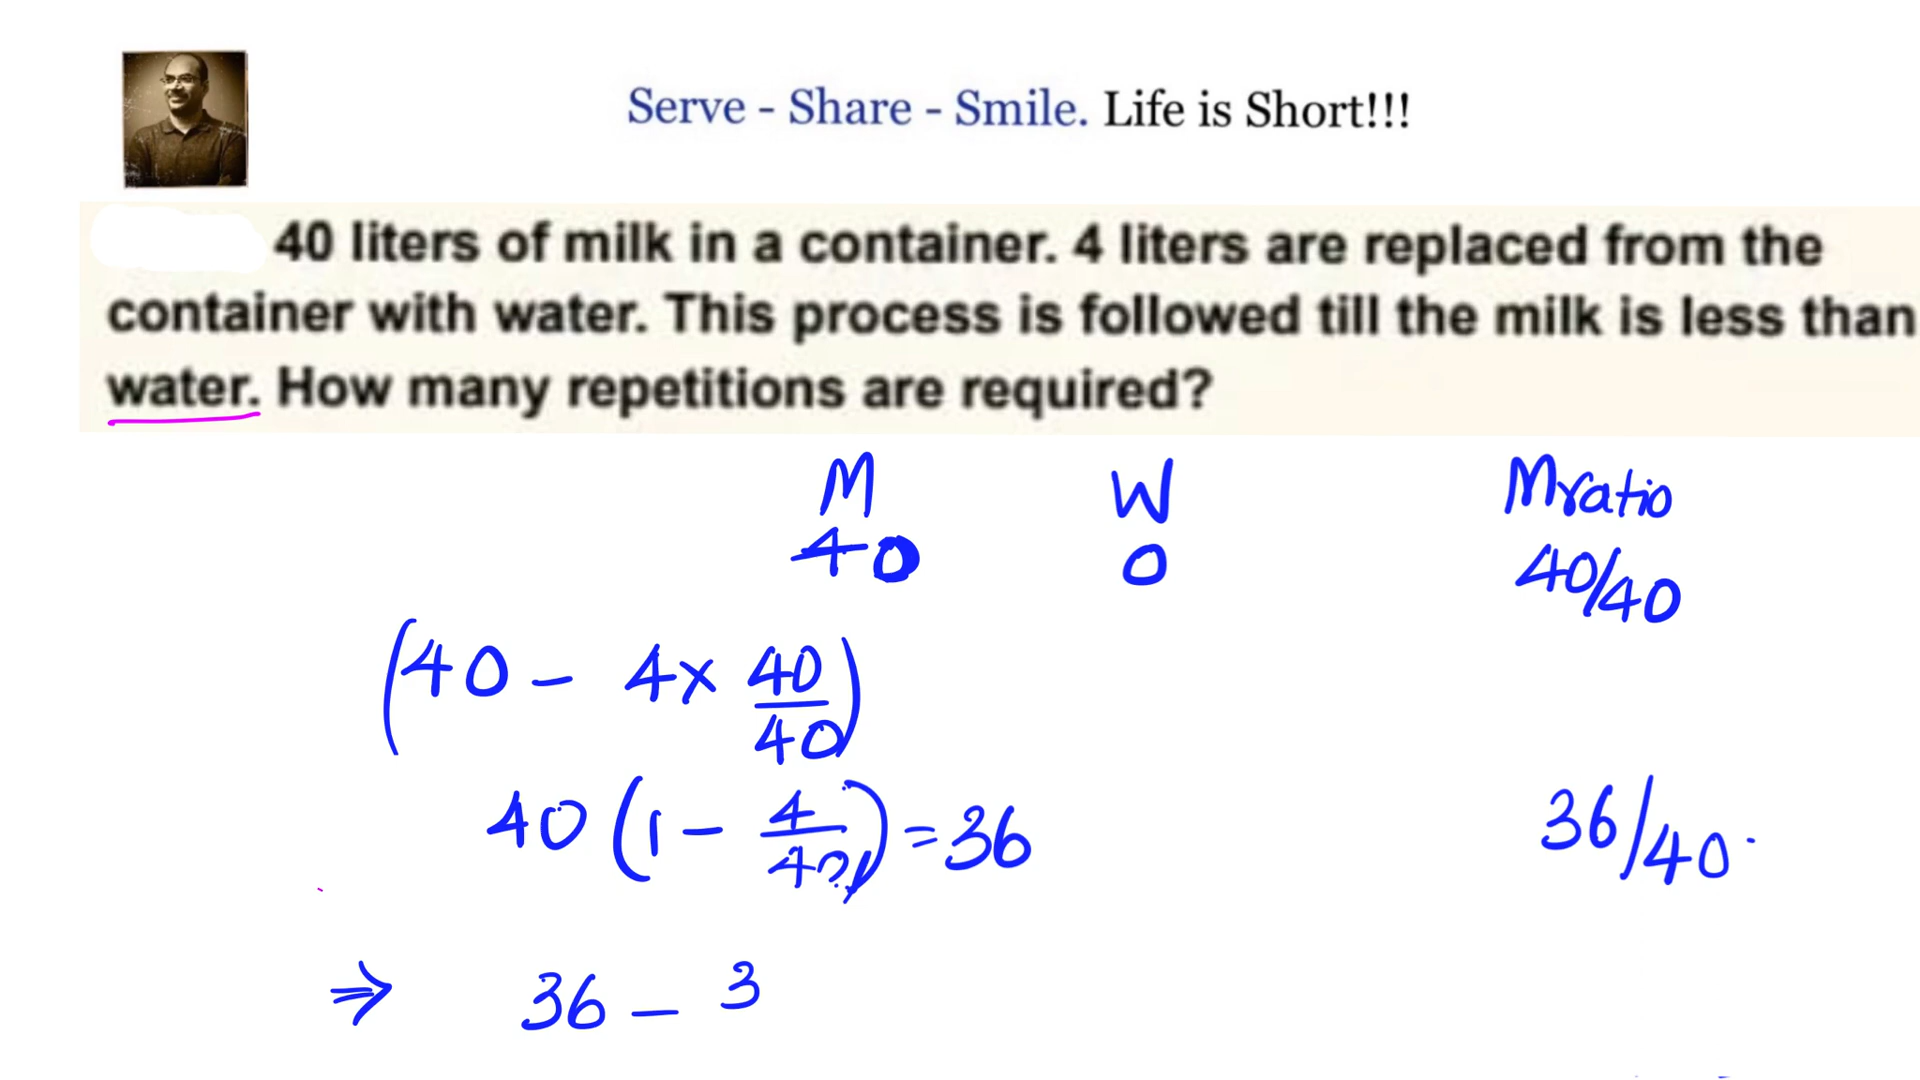 Serve - Share - Smile. Life is Short!!!
40 liters of milk in a container. 4 liters are replaced from the
container with water. This process is followed till the milk is less than
water. How many repetitions are required?
M W Mratio
40 0 40/40
(40 - 4 x 40/40)
40 (1 - 4/40) = 36 36/40
⇒ 36 - 3